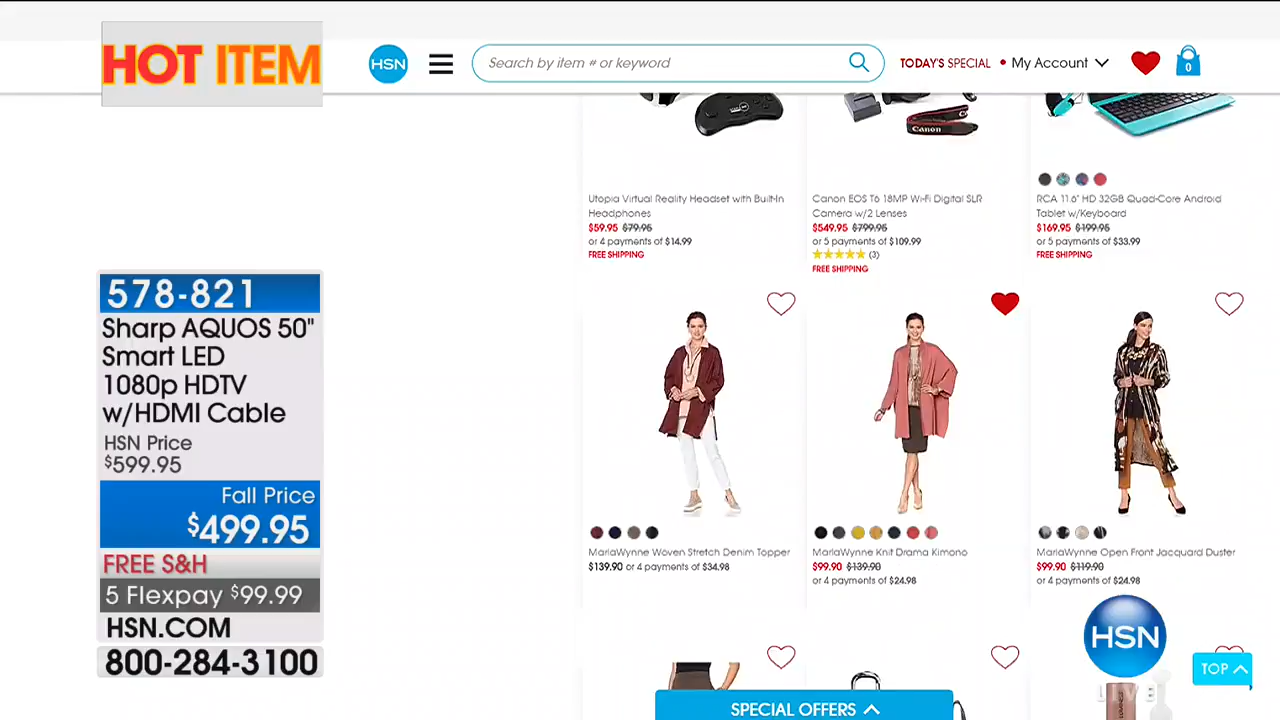 HOT ITEM
HSN
Search by item # or keyword
TODAY'S SPECIAL • My Account
0
Canon
Utopia Virtual Reality Headset with Built-In
Headphones
$59.95 $79.95
or 4 payments of $14.99
FREE SHIPPING
Canon EOS T6 18MP Wi-Fi Digital SLR
Camera w/2 Lenses
$549.95 $799.95
or 5 payments of $109.99
(3)
FREE SHIPPING
RCA 11.6" HD 32GB Quad-Core Android
Tablet w/Keyboard
$169.95 $199.95
or 5 payments of $33.99
FREE SHIPPING
578-821
Sharp AQUOS 50"
Smart LED
1080p HDTV
w/HDMI Cable
HSN Price
$599.95
Fall Price
$499.95
FREE S&H
5 Flexpay $99.99
HSN.COM
800-284-3100
MarlaWynne Woven Stretch Denim Topper
$139.90 or 4 payments of $34.98
MarlaWynne Knit Drama Kimono
$99.90 $139.90
or 4 payments of $24.98
MarlaWynne Open Front Jacquard Duster
$99.90 $119.90
or 4 payments of $24.98
HSN
LIVE
TOP
SPECIAL OFFERS